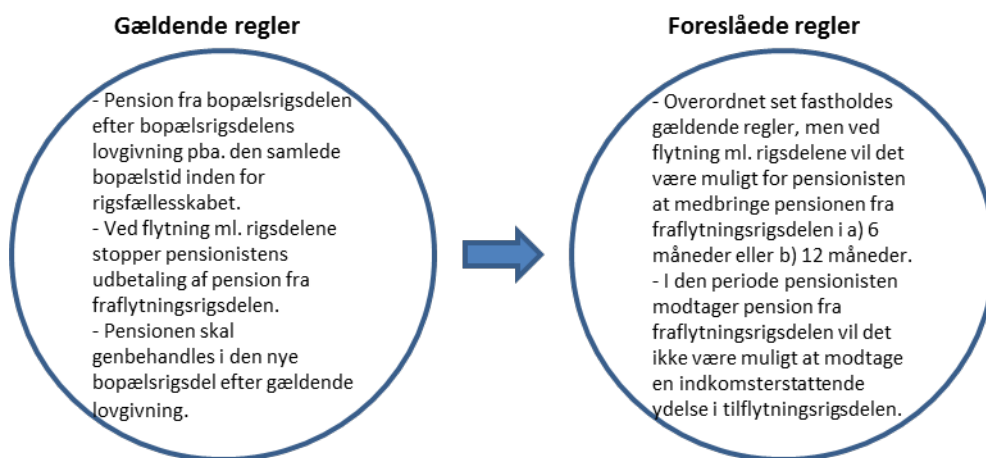 Gældende regler
- Pension fra bopælsrigsdelen
efter bopælsrigsdelens
lovgivning pba. den samlede
bopælstid inden for
rigsfællesskabet.
- Ved flytning ml. rigsdelene
stopper pensionistens
udbetaling af pension fra
fraflytningsrigsdelen.
- Pensionen skal
genbehandles i den nye
bopælsrigsdel efter gældende
lovgivning.
Foreslåede regler
- Overordnet set fastholdes
gældende regler, men ved
flytning ml. rigsdelene vil det
være muligt for pensionisten
at medbringe pensionen fra
fraflytningsrigsdelen i a) 6
måneder eller b) 12 måneder.
- I den periode pensionisten
modtager pension fra
fraflytningsrigsdelen vil det
ikke være muligt at modtage
en indkomsterstattende
ydelse i tilflytningsrigsdelen.